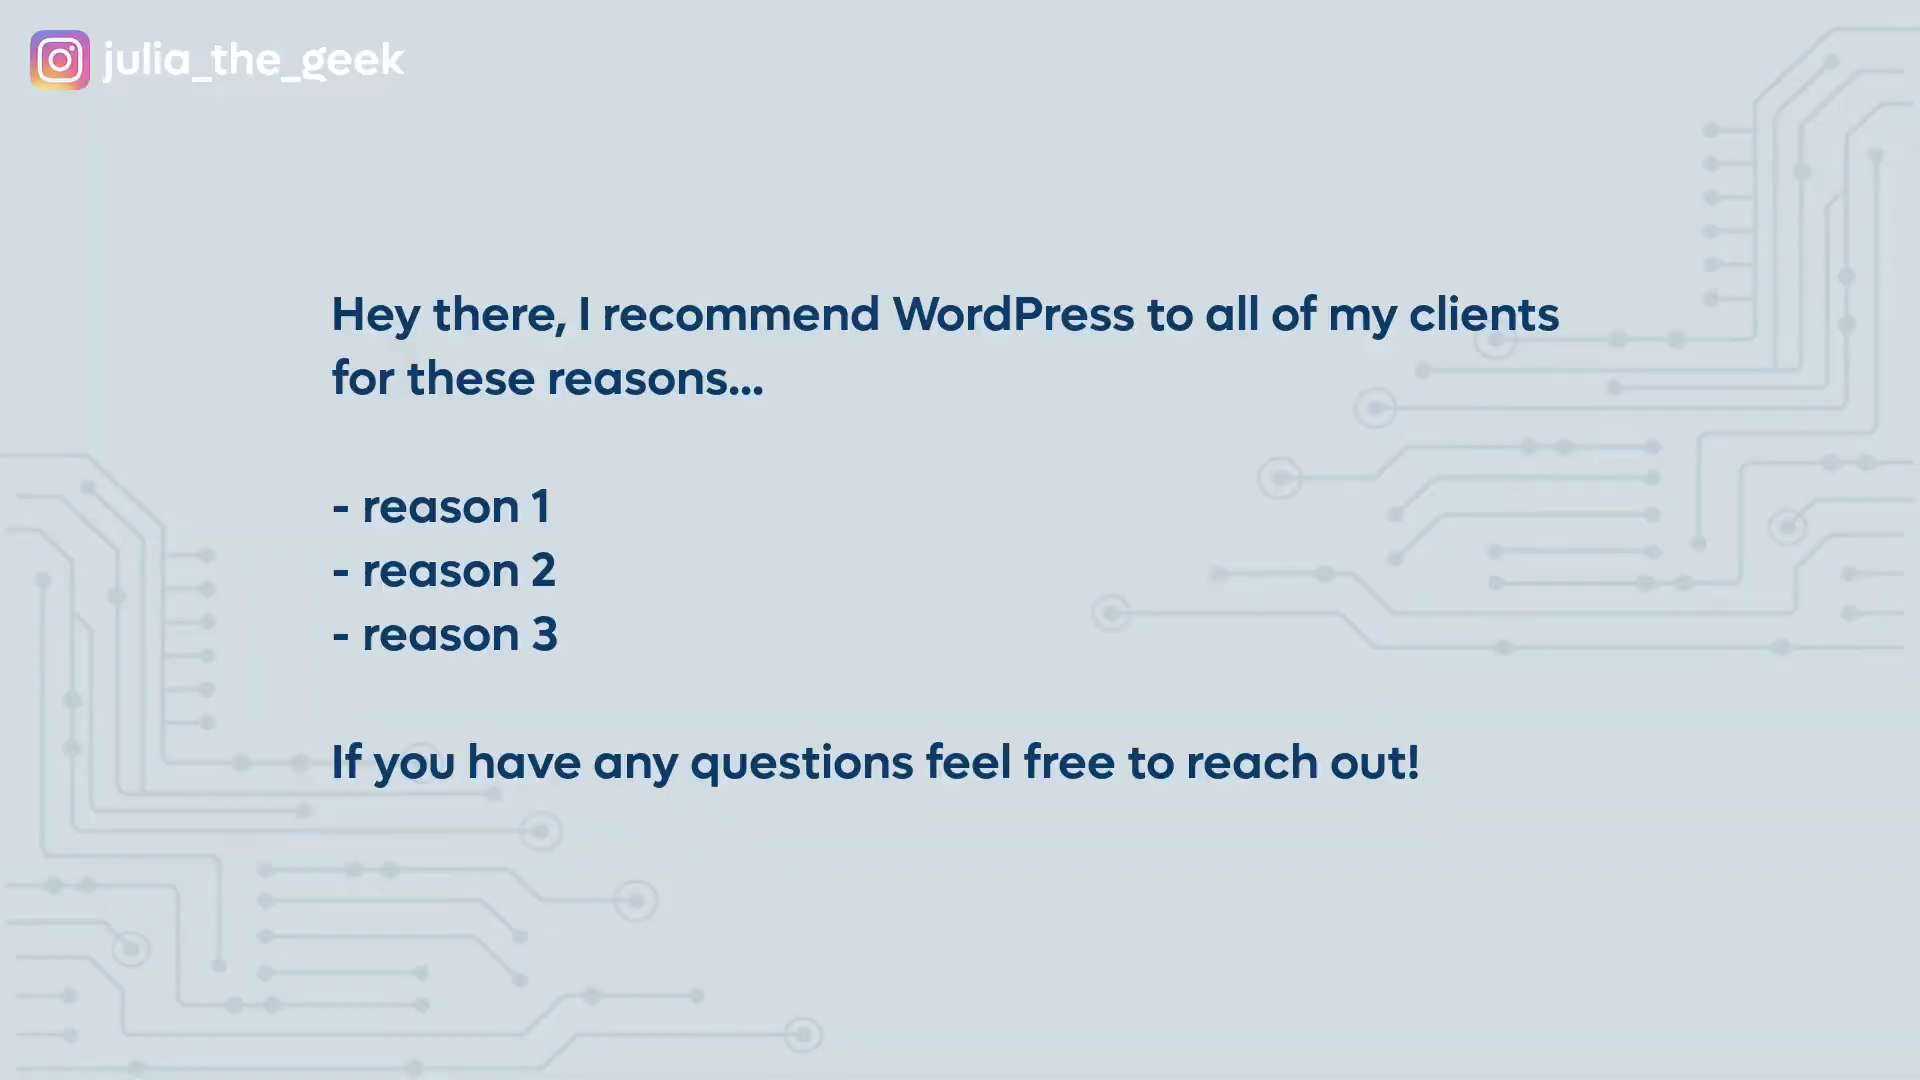 julia_the_geek
Hey there, I recommend WordPress to all of my clients
for these reasons...
- reason 1
- reason 2
- reason 3
If you have any questions feel free to reach out!